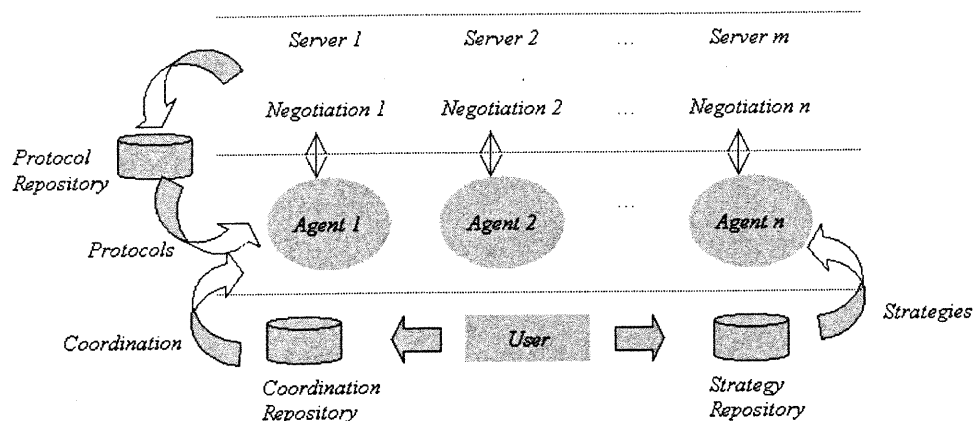 Server 1 Server 2 ... Server m
Negotiation 1 Negotiation 2 ... Negotiation n
Protocol
Repository
Agent 1 Agent 2 ... Agent n
Protocols
Strategies
Coordination
User
Coordination
Repository
Strategy
Repository